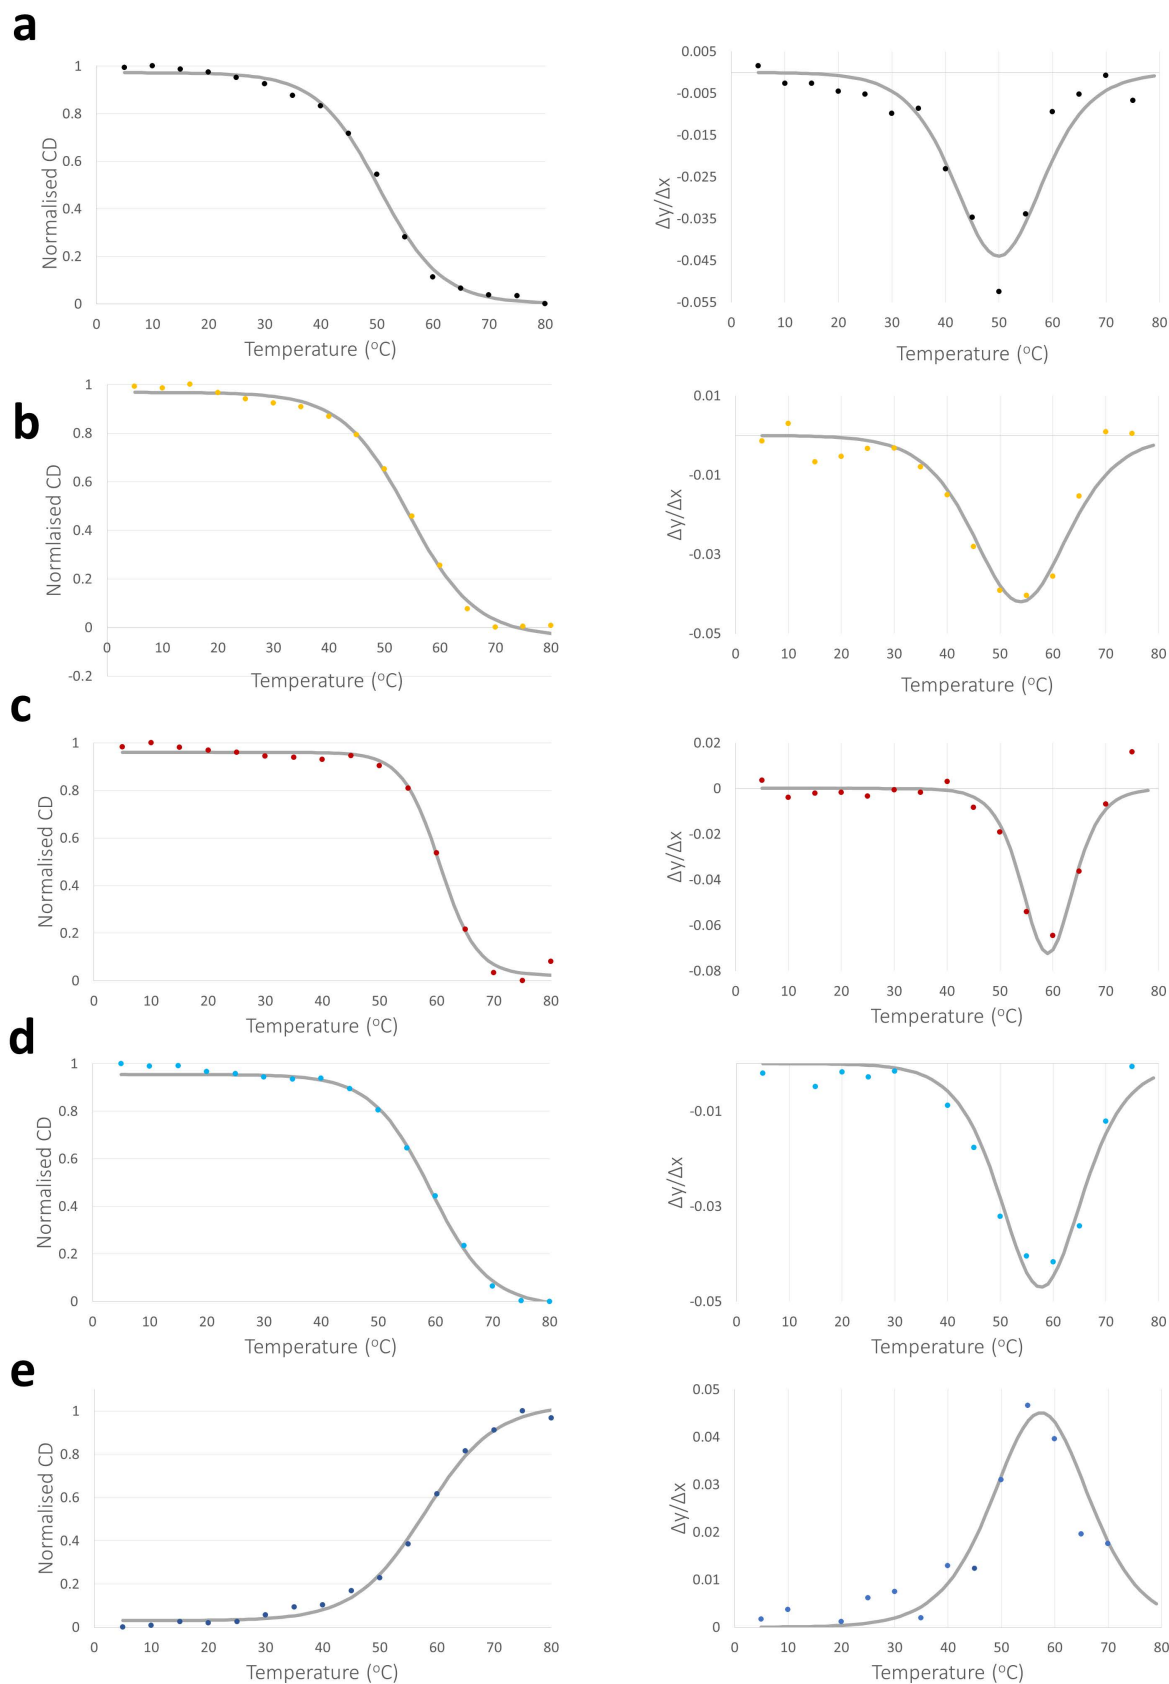 a
1
0.8
0.6
0.4
0.2
0
Normalised CD
0 10 20 30 40 50 60 70 80
Temperature (°C)
0.005
-0.005
-0.015
-0.025
-0.035
-0.045
-0.055
Δy/Δx
0 10 20 30 40 50 60 70 80
Temperature (°C)
b
1
0.8
0.6
0.4
0.2
0
-0.2
Normlaised CD
0 10 20 30 40 50 60 70 80
Temperature (°C)
0.01
-0.01
-0.03
-0.05
Δy/Δx
0 10 20 30 40 50 60 70 80
Temperature (°C)
c
1
0.8
0.6
0.4
0.2
0
Normalised CD
0 10 20 30 40 50 60 70 80
Temperature (°C)
0.02
0
-0.02
-0.04
-0.06
-0.08
Δy/Δx
0 10 20 30 40 50 60 70 80
Temperature (°C)
d
1
0.8
0.6
0.4
0.2
0
Normalised CD
0 10 20 30 40 50 60 70 80
Temperature (°C)
-0.01
-0.03
-0.05
Δy/Δx
0 10 20 30 40 50 60 70 80
Temperature (°C)
e
1
0.8
0.6
0.4
0.2
0
Normalised CD
0 10 20 30 40 50 60 70 80
Temperature (°C)
0.05
0.04
0.03
0.02
0.01
0
Δy/Δx
0 10 20 30 40 50 60 70 80
Temperature (°C)